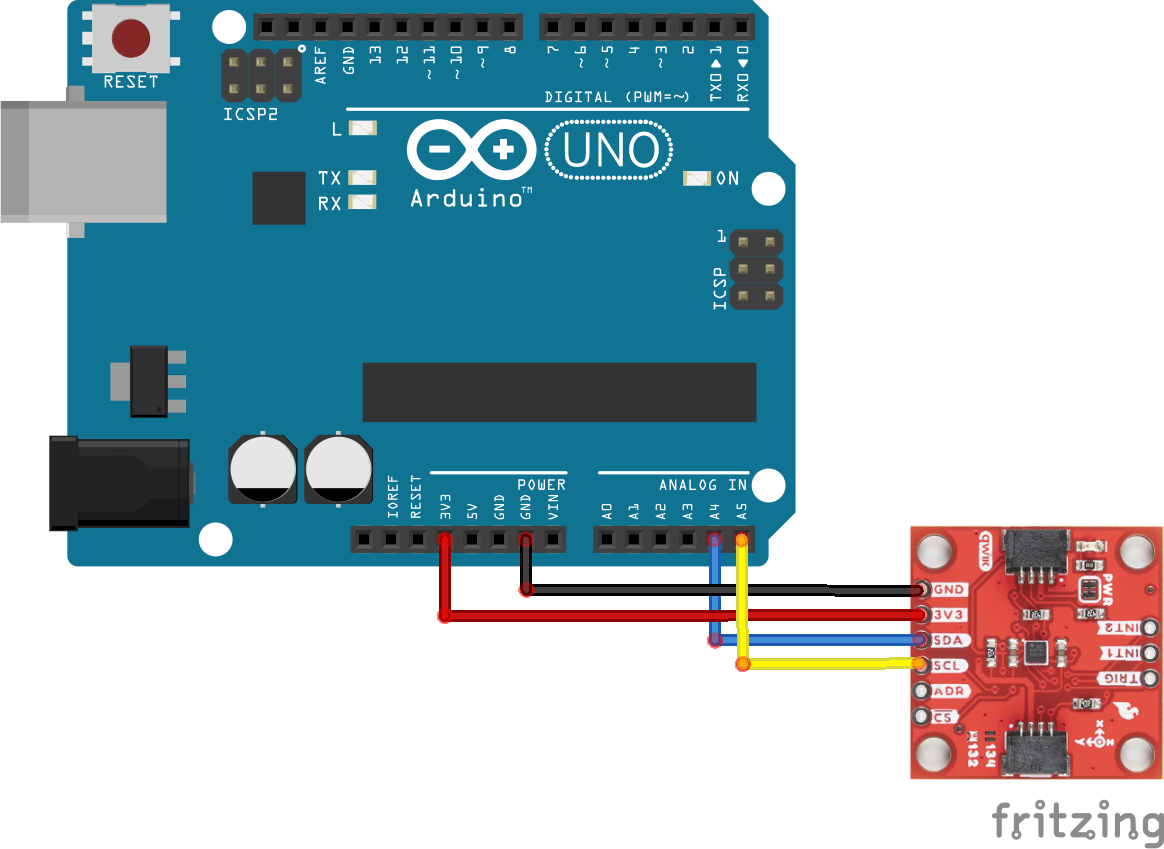 RESET
ICSP2
AREF
GND
13
12
~11
~10
~9
8
7
~6
~5
4
~3
2
TX0▶1
RX0◀0
DIGITAL (PWM=~)
L
TX
RX
Arduino™
UNO
ON
1
ICSP
IOREF
RESET
3V3
5V
GND
GND
VIN
POWER
A0
A1
A2
A3
A4
A5
ANALOG IN
qwiic
PWR
GND
3V3
SDA
SCL
ADR
CS
INT2
INT1
TRIG
X
Y
Z
fritzing